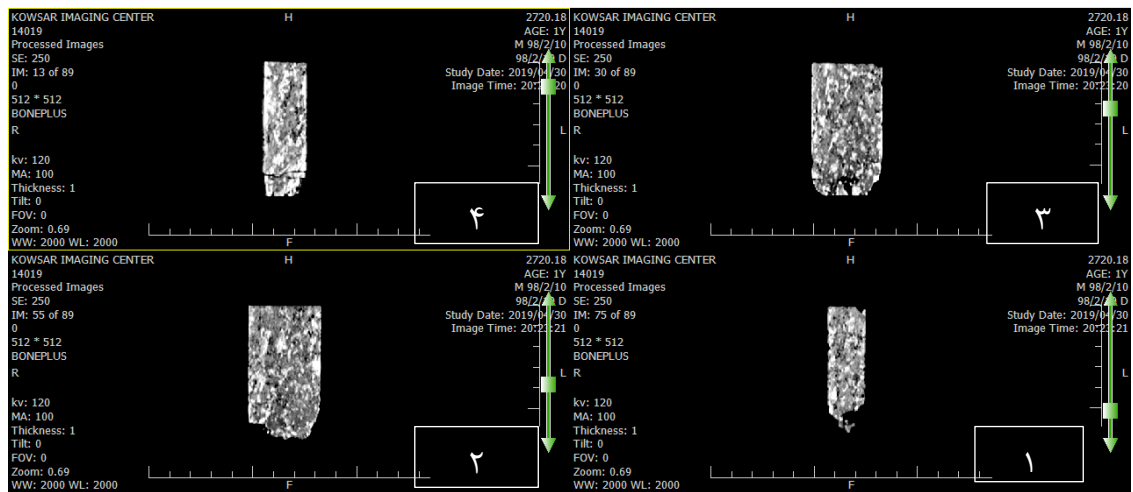 KOWSAR IMAGING CENTER
14019
Processed Images
SE: 250
IM: 13 of 89
0
512 * 512
BONEPLUS
R
kv: 120
MA: 100
Thickness: 1
Tilt: 0
FOV: 0
Zoom: 0.69
WW: 2000 WL: 2000
H
2720.18
AGE: 1Y
M 98/2/10
D
Study Date: 2019/04/30
Image Time:
L
۴
F
KOWSAR IMAGING CENTER
14019
Processed Images
SE: 250
IM: 30 of 89
0
512 * 512
BONEPLUS
R
kv: 120
MA: 100
Thickness: 1
Tilt: 0
FOV: 0
Zoom: 0.69
WW: 2000 WL: 2000
H
2720.18
AGE: 1Y
M 98/2/10
D
Study Date: 2019/04/30
Image Time:
L
۳
F
KOWSAR IMAGING CENTER
14019
Processed Images
SE: 250
IM: 55 of 89
0
512 * 512
BONEPLUS
R
kv: 120
MA: 100
Thickness: 1
Tilt: 0
FOV: 0
Zoom: 0.69
WW: 2000 WL: 2000
H
2720.18
AGE: 1Y
M 98/2/10
D
Study Date: 2019/04/30
Image Time:
L
۲
F
KOWSAR IMAGING CENTER
14019
Processed Images
SE: 250
IM: 75 of 89
0
512 * 512
BONEPLUS
R
kv: 120
MA: 100
Thickness: 1
Tilt: 0
FOV: 0
Zoom: 0.69
WW: 2000 WL: 2000
H
2720.18
AGE: 1Y
M 98/2/10
D
Study Date: 2019/04/30
Image Time:
L
۱
F